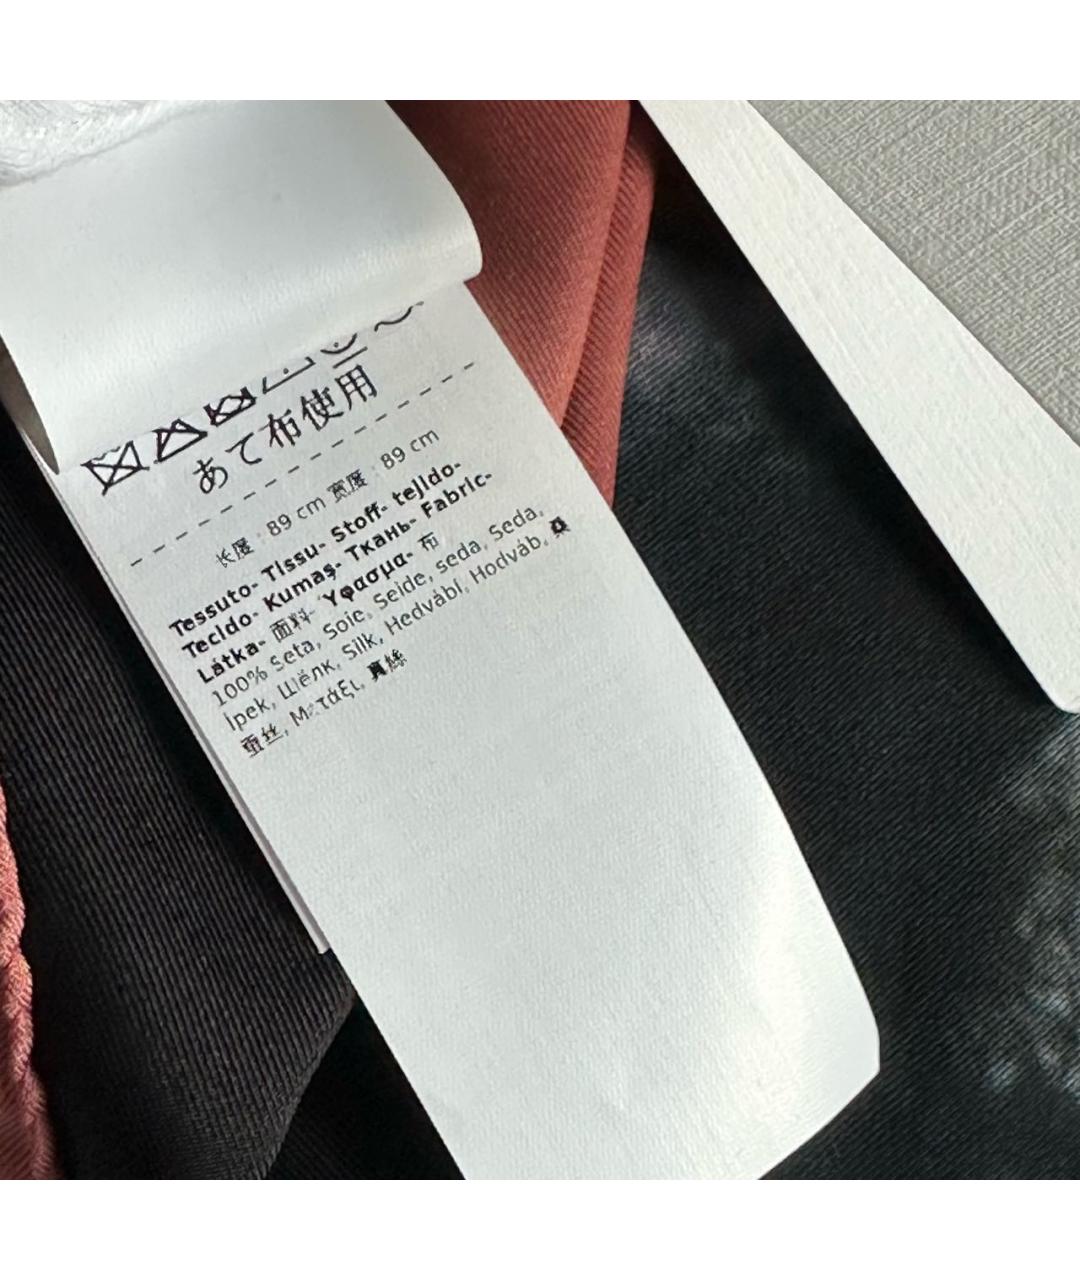 あて布使用
长度：89 cm 宽度：89 cm
Tessuto- Tissu- Stoff- tejido-
Tecido- Kumaş- Ткань- Fabric-
Látka- 面料- Ύφασμα- 布
100% Seta, Soie, Seide, seda, Seda,
İpek, Шёлк, Silk, Hedvábí, Hodváb, 桑
蚕丝, Μετάξι, 真絲